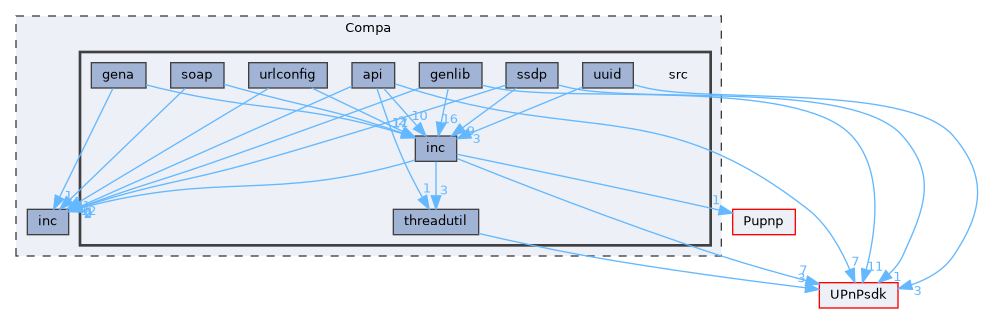 Compa
gena
soap
urlconfig
api
genlib
ssdp
uuid
src
10
16
3
inc
1
1
3
1
inc
threadutil
Pupnp
7
3
7
11
1
3
UPnPsdk